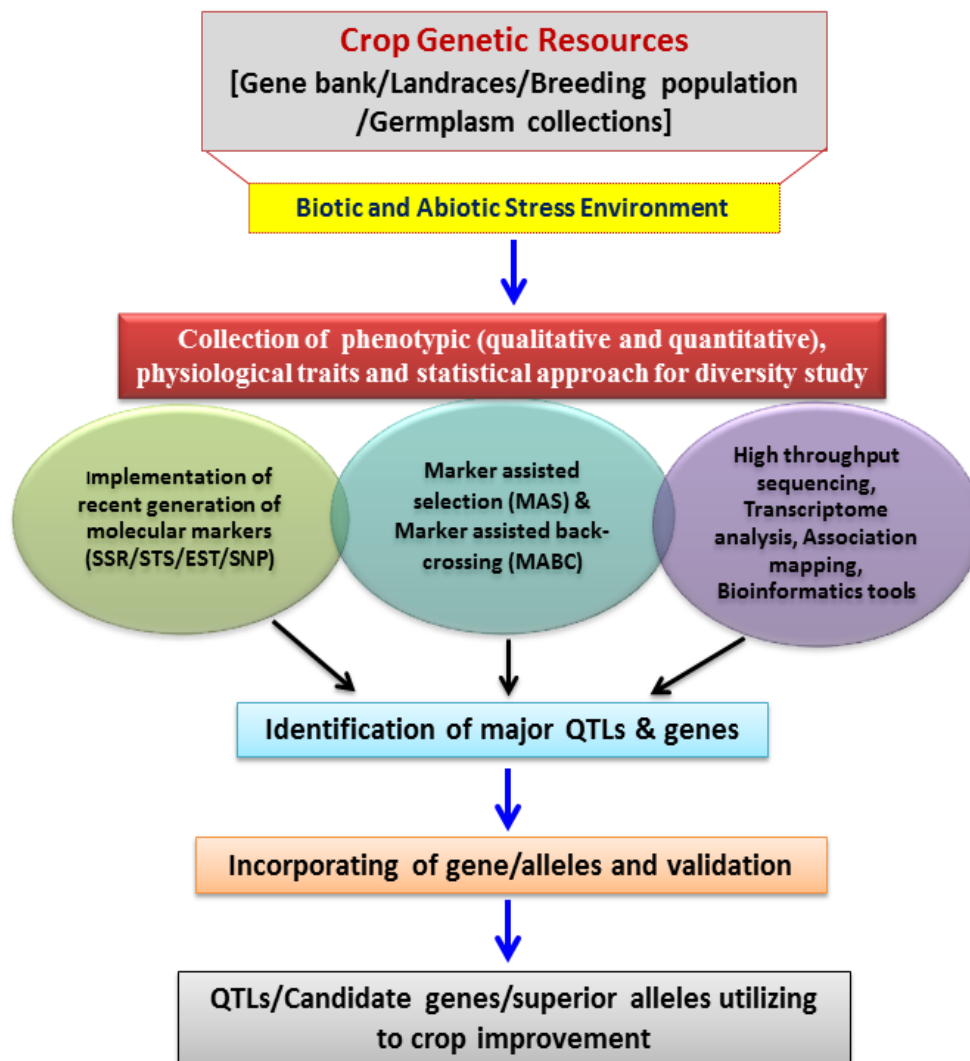 Crop Genetic Resources
[Gene bank/Landraces/Breeding population
/Germplasm collections]
Biotic and Abiotic Stress Environment
Collection of phenotypic (qualitative and quantitative),
physiological traits and statistical approach for diversity study
Implementation of
recent generation of
molecular markers
(SSR/STS/EST/SNP)
Marker assisted
selection (MAS) &
Marker assisted back-
crossing (MABC)
High throughput
sequencing,
Transcriptome
analysis, Association
mapping,
Bioinformatics tools
Identification of major QTLs & genes
Incorporating of gene/alleles and validation
QTLs/Candidate genes/superior alleles utilizing
to crop improvement